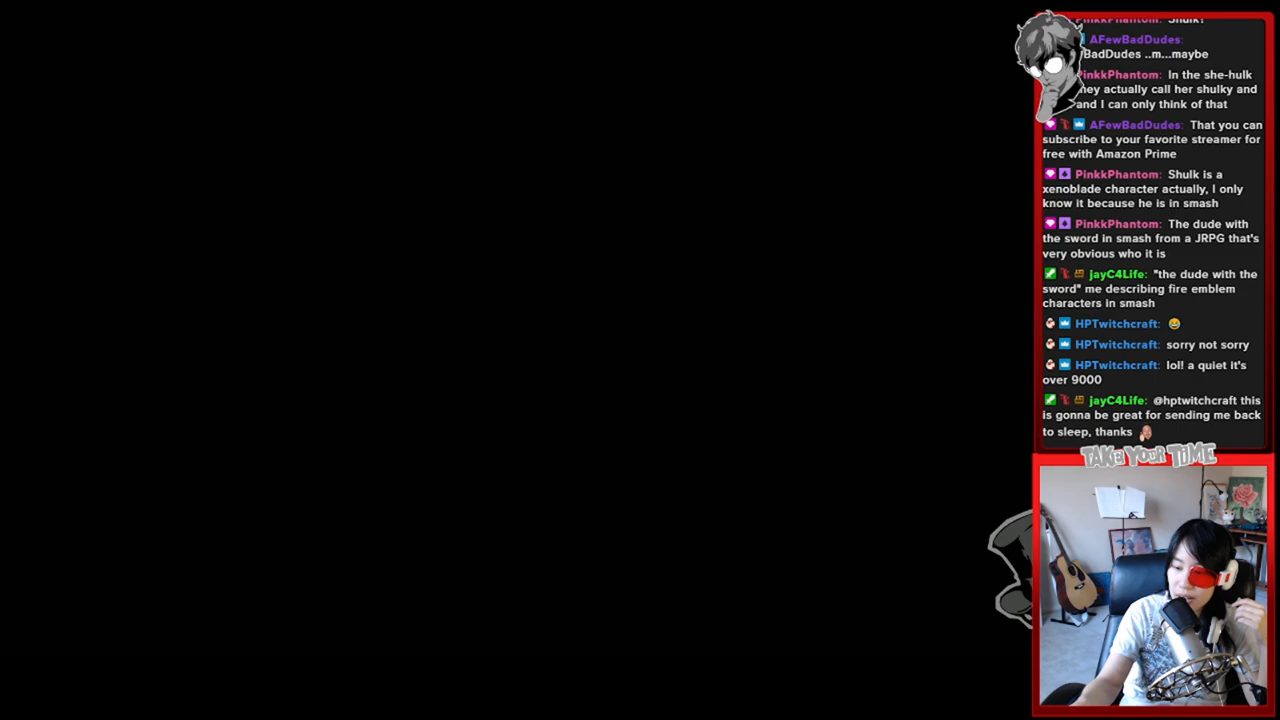 PinkkPhantom: Shulk?
AFewBadDudes:
BadDudes ..m...maybe
PinkkPhantom: In the she-hulk
hey actually call her shulky and
and I can only think of that
AFewBadDudes: That you can
subscribe to your favorite streamer for
free with Amazon Prime
PinkkPhantom: Shulk is a
xenoblade character actually, I only
know it because he is in smash
PinkkPhantom: The dude with
the sword in smash from a JRPG that's
very obvious who it is
jayC4Life: "the dude with the
sword" me describing fire emblem
characters in smash
HPTwitchcraft: 😂
HPTwitchcraft: sorry not sorry
HPTwitchcraft: lol! a quiet it's
over 9000
jayC4Life: @hptwitchcraft this
is gonna be great for sending me back
to sleep, thanks
TAKE YOUR TIME